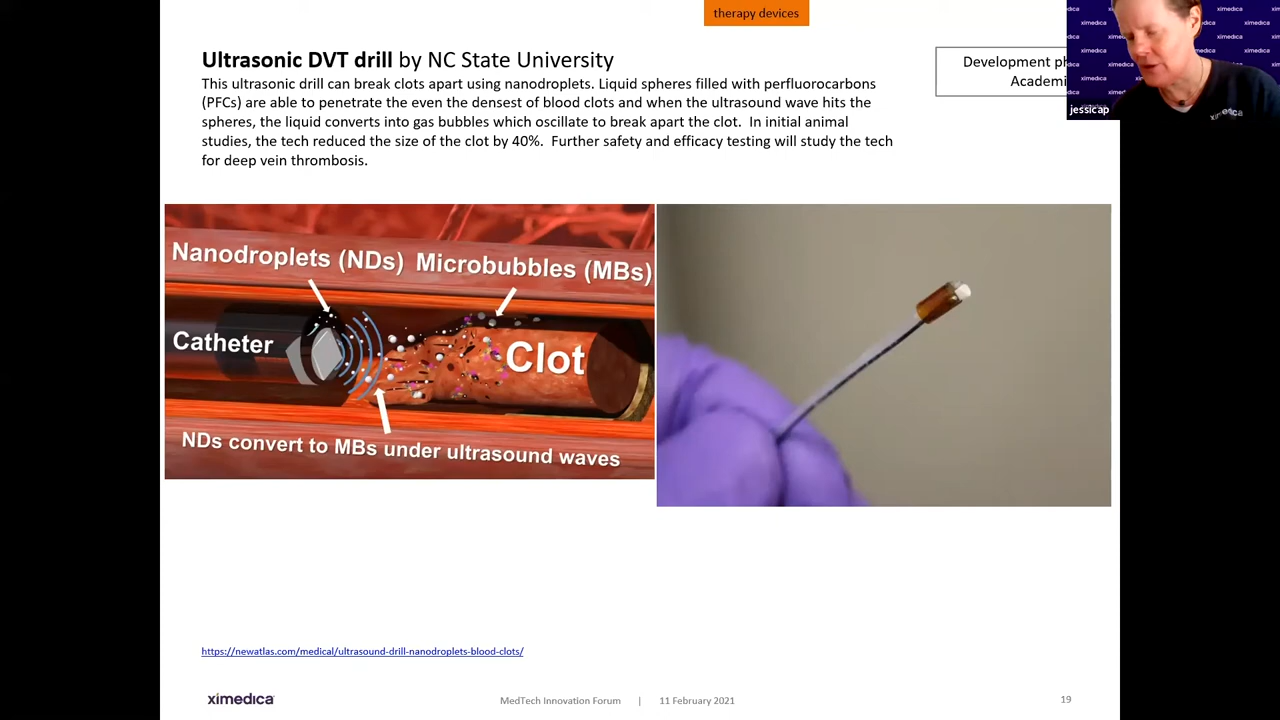 therapy devices
Ultrasonic DVT drill by NC State University
This ultrasonic drill can break clots apart using nanodroplets. Liquid spheres filled with perfluorocarbons
(PFCs) are able to penetrate the even the densest of blood clots and when the ultrasound wave hits the
spheres, the liquid converts into gas bubbles which oscillate to break apart the clot.  In initial animal
studies, the tech reduced the size of the clot by 40%.  Further safety and efficacy testing will study the tech
for deep vein thrombosis.
Development ph
Academi
ximedica
jessicap
Nanodroplets (NDs) Microbubbles (MBs)
Catheter
Clot
NDs convert to MBs under ultrasound waves
https://newatlas.com/medical/ultrasound-drill-nanodroplets-blood-clots/
ximedica
MedTech Innovation Forum | 11 February 2021
19